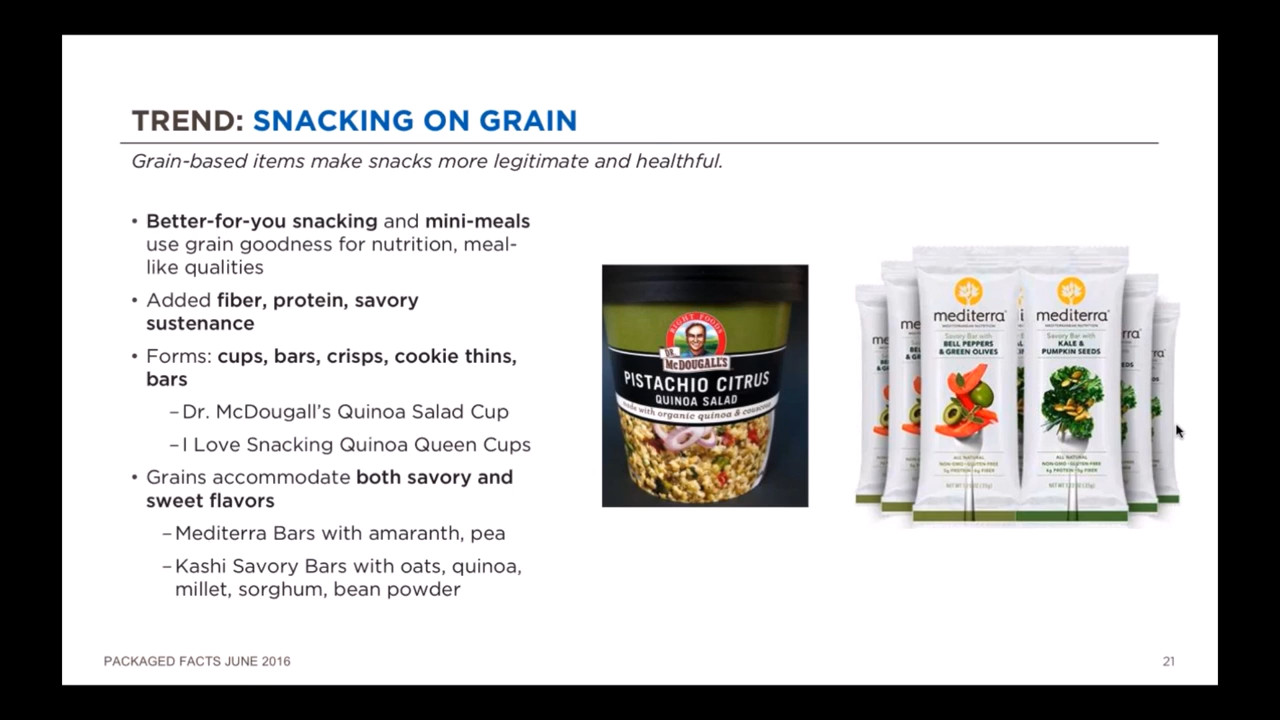 TREND: SNACKING ON GRAIN
Grain-based items make snacks more legitimate and healthful.
• Better-for-you snacking and mini-meals
use grain goodness for nutrition, meal-
like qualities
• Added fiber, protein, savory
sustenance
• Forms: cups, bars, crisps, cookie thins,
bars
–Dr. McDougall's Quinoa Salad Cup
–I Love Snacking Quinoa Queen Cups
• Grains accommodate both savory and
sweet flavors
–Mediterra Bars with amaranth, pea
–Kashi Savory Bars with oats, quinoa,
millet, sorghum, bean powder
RIGHT FOODS
DR.
McDOUGALL'S
PISTACHIO CITRUS
QUINOA SALAD
made with organic quinoa & couscous
mediterra
MEDITERRANEAN NUTRITION
Savory Bar with
BELL PEPPERS
& GREEN OLIVES
ALL NATURAL
NON-GMO • GLUTEN FREE
mediterra
MEDITERRANEAN NUTRITION
Savory Bar with
KALE &
PUMPKIN SEEDS
ALL NATURAL
NON-GMO • GLUTEN FREE
PACKAGED FACTS JUNE 2016
21